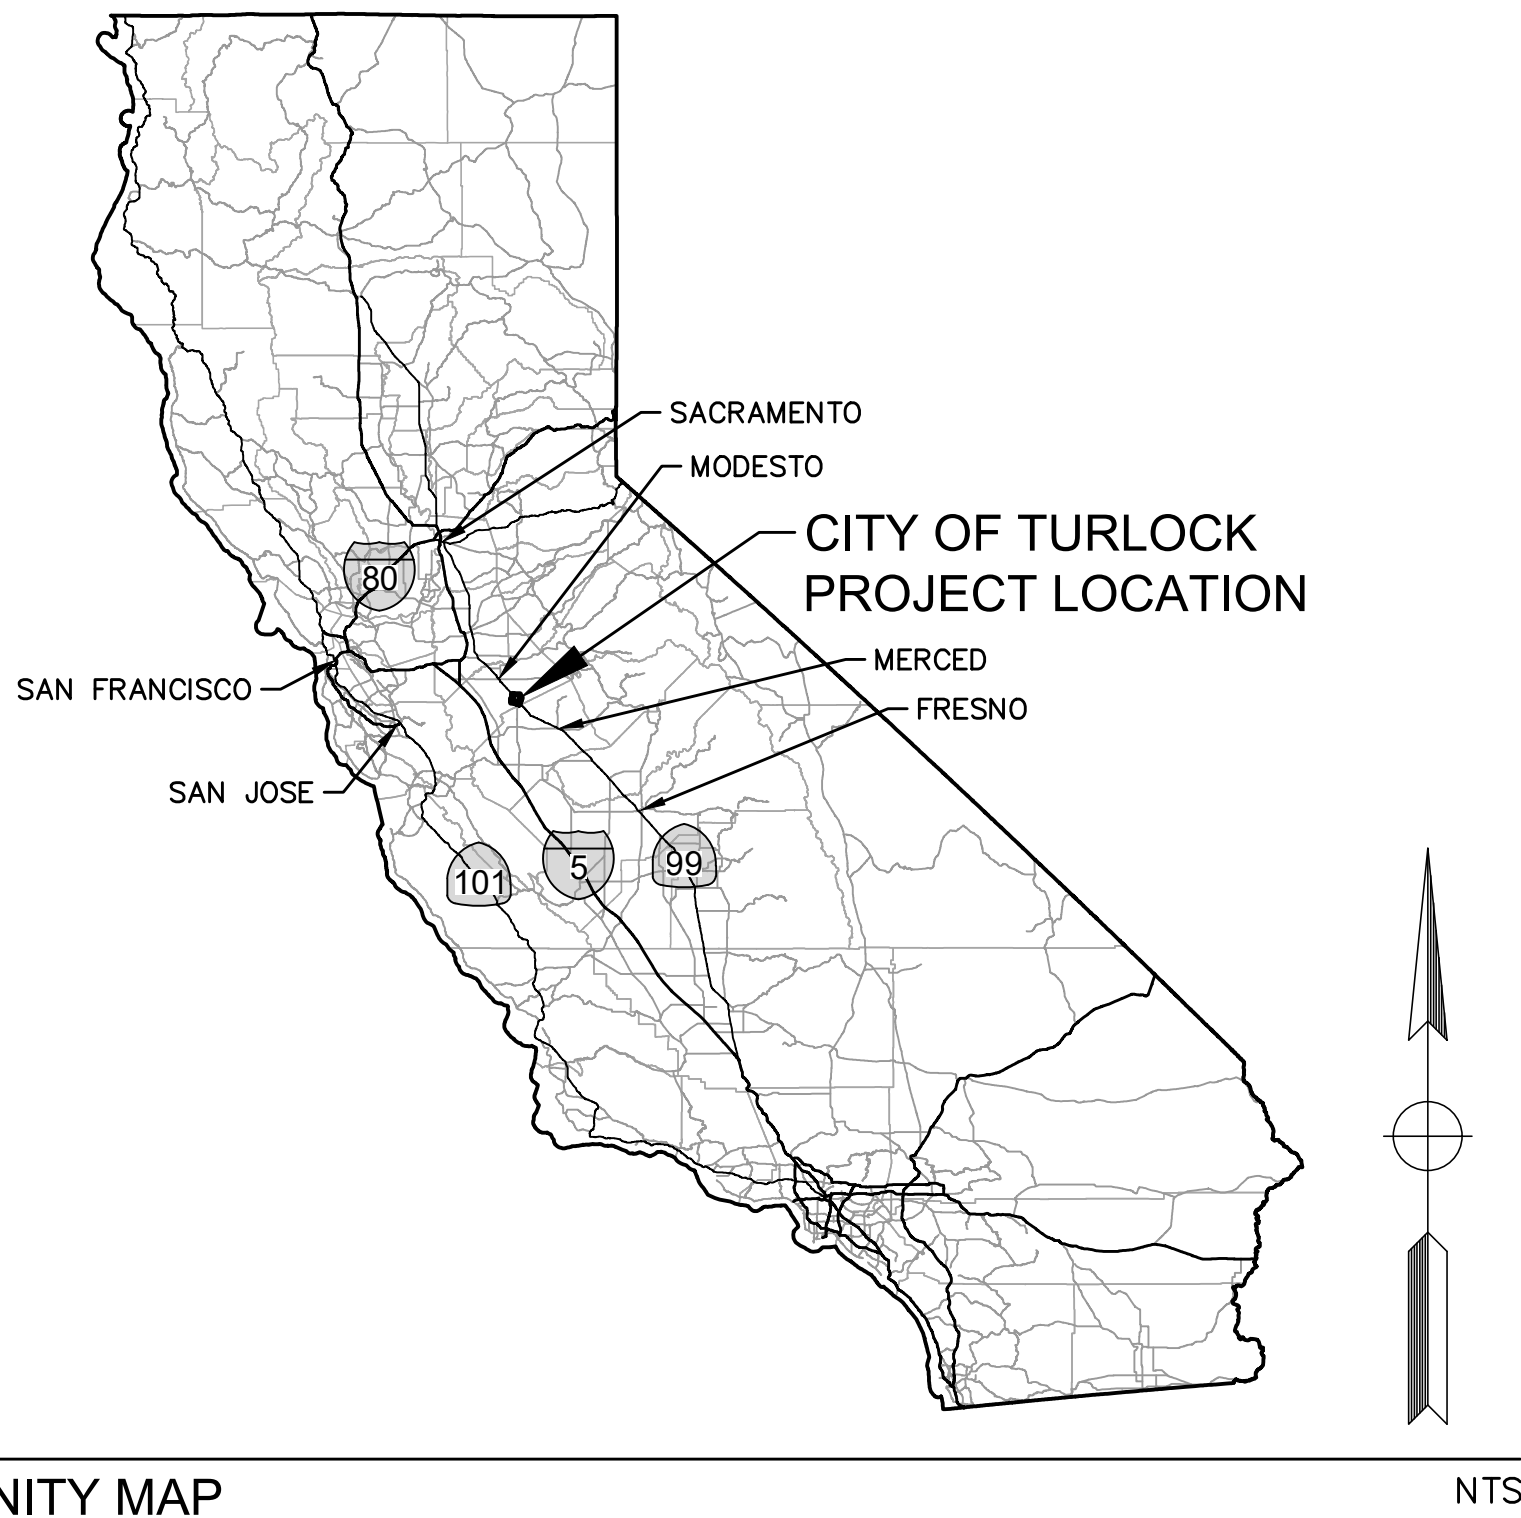 SACRAMENTO
MODESTO
CITY OF TURLOCK
PROJECT LOCATION
80
MERCED
SAN FRANCISCO
FRESNO
SAN JOSE
5
99
101
NITY MAP
NTS